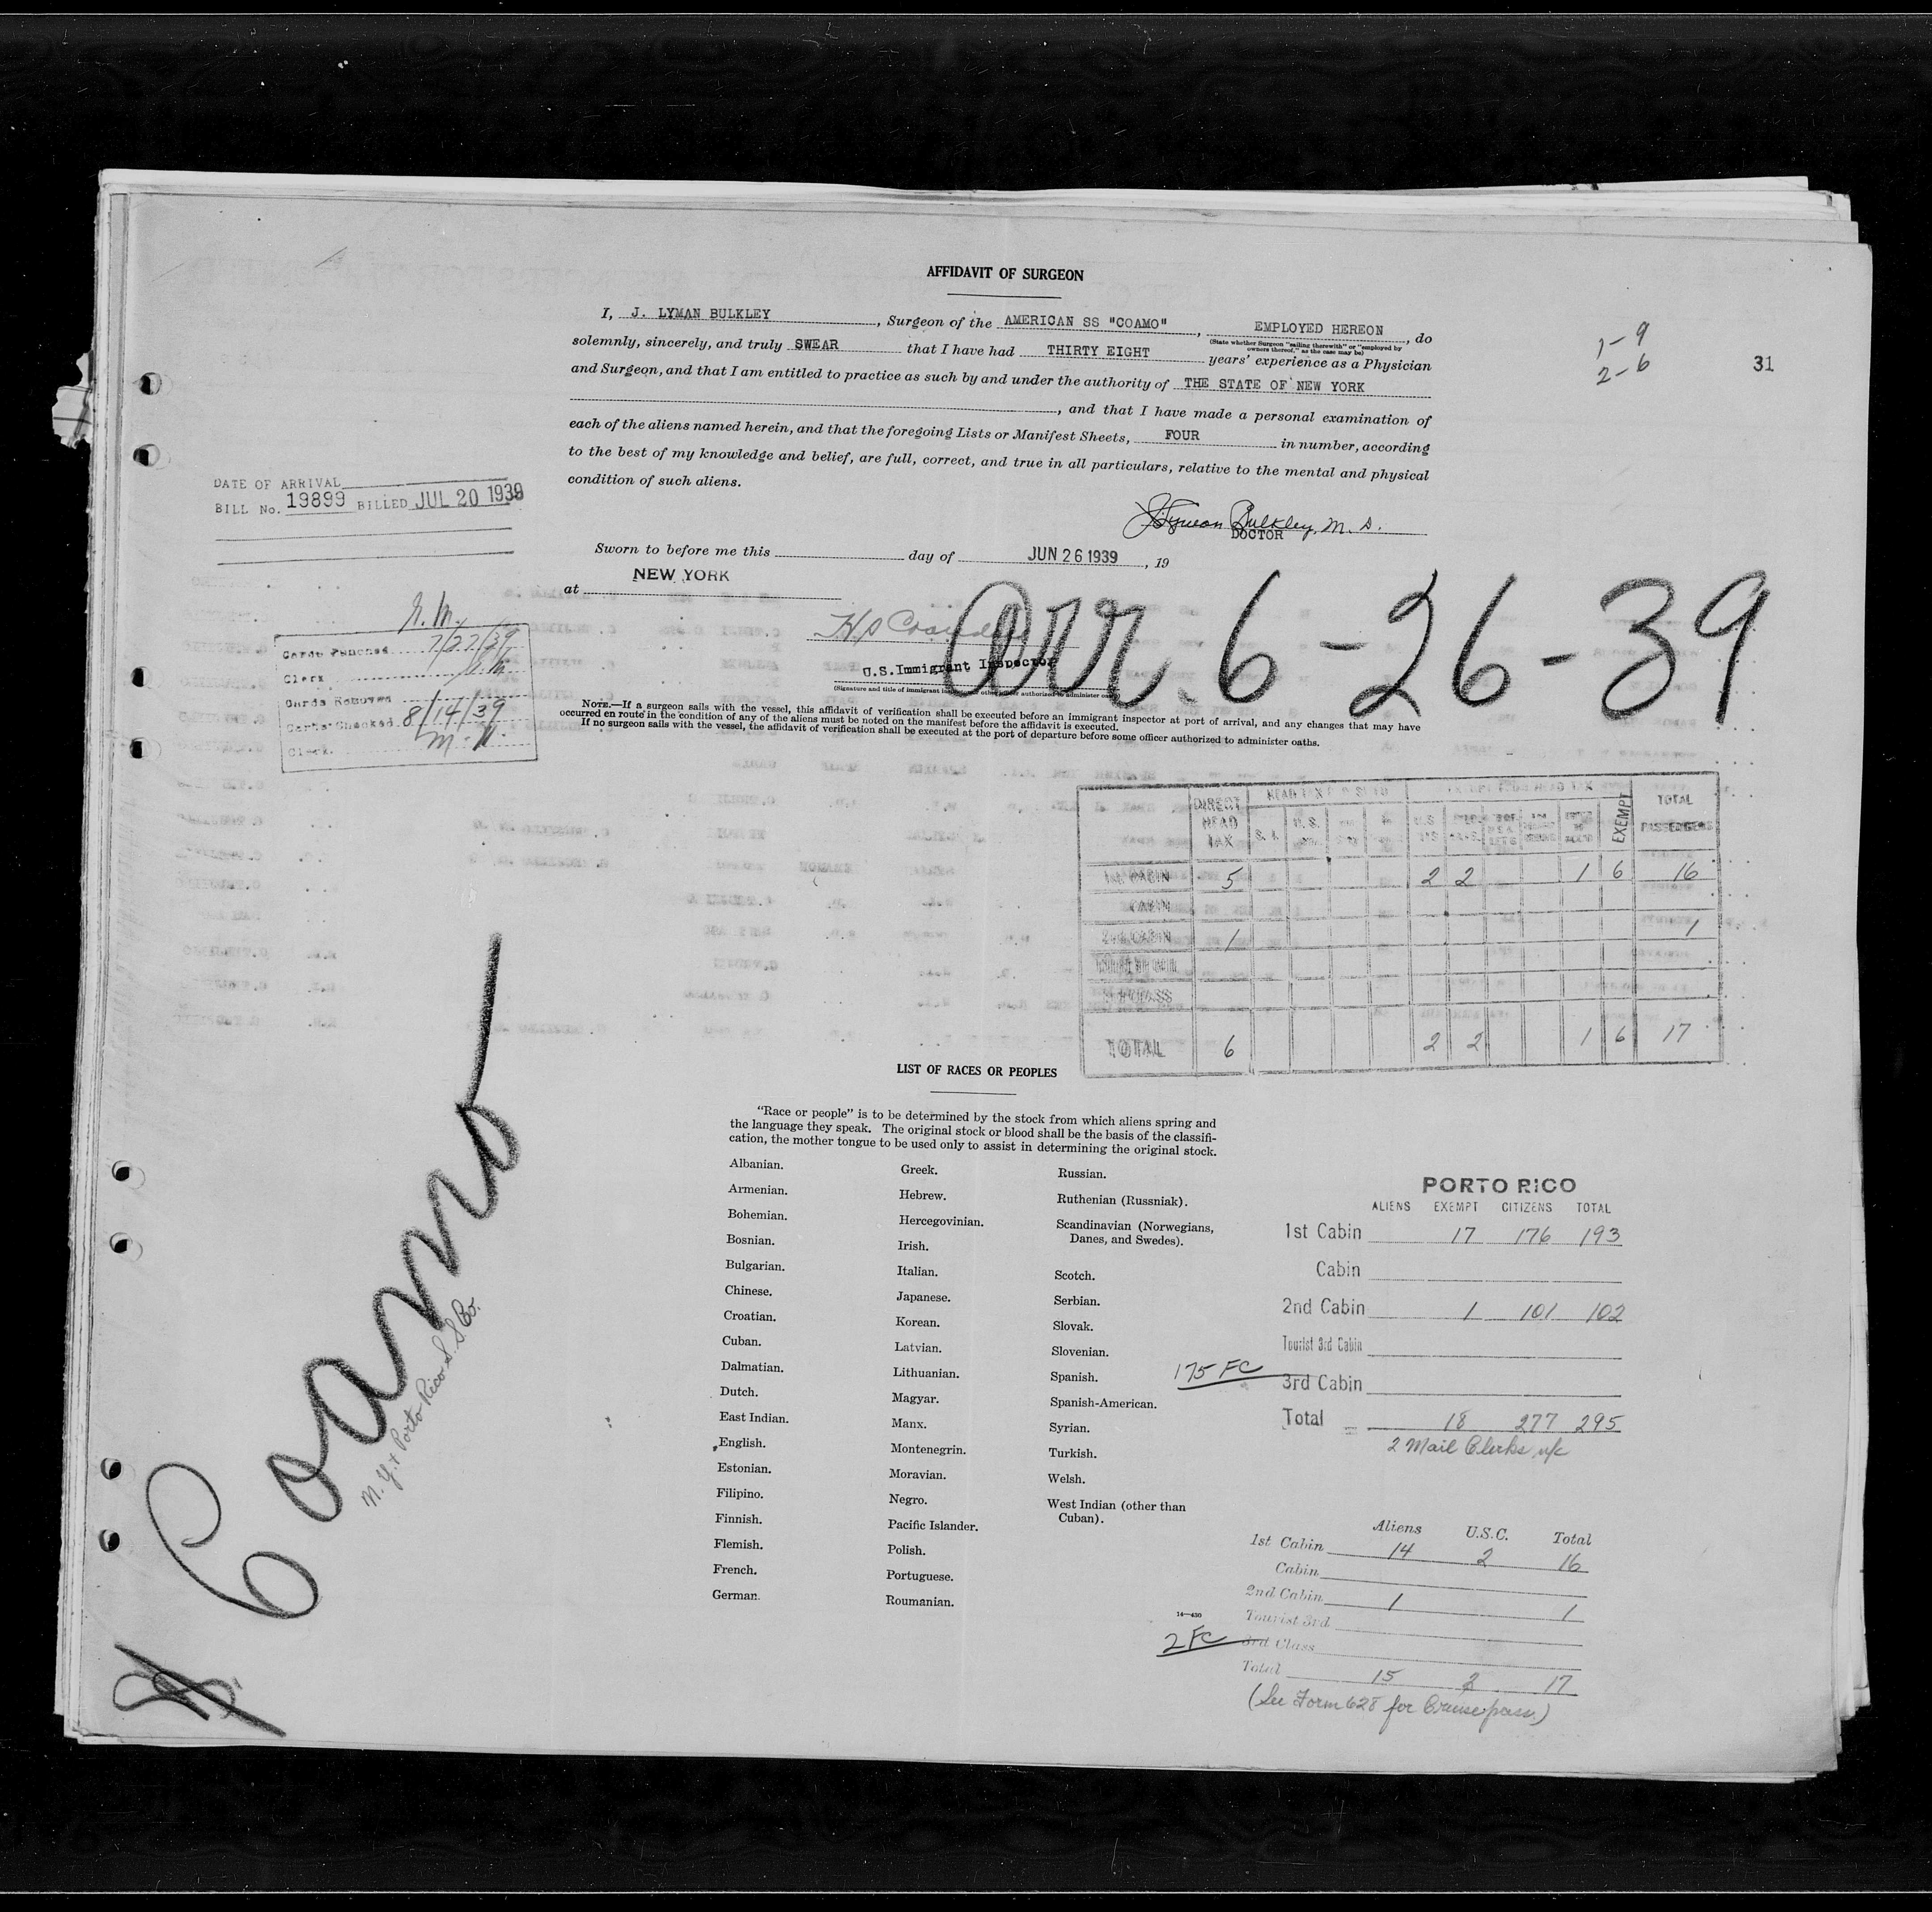 AFFIDAVIT OF SURGEON
I, J. LYMAN BULKLEY, Surgeon of the AMERICAN SS "COAMO", EMPLOYED HEREON, do
(State whether Surgeon "sailing therewith" or "employed by owners thereof," as the case may be)
solemnly, sincerely, and truly SWEAR that I have had THIRTY EIGHT years' experience as a Physician
and Surgeon, and that I am entitled to practice as such by and under the authority of THE STATE OF NEW YORK
, and that I have made a personal examination of
each of the aliens named herein, and that the foregoing Lists or Manifest Sheets, FOUR in number, according
to the best of my knowledge and belief, are full, correct, and true in all particulars, relative to the mental and physical
condition of such aliens.
1-9
2-6
31
DATE OF ARRIVAL
BILL No. 19899 BILLED JUL 20 1939
J. Lyman Bulkley, M. D.
DOCTOR
Sworn to before me this day of JUN 26 1939, 19
at NEW YORK
Arr. 6-26-39
U.S. Immigrant Inspector
(Signature and title of immigrant inspector or other officer authorized to administer oaths)
NOTE.—If a surgeon sails with the vessel, this affidavit of verification shall be executed before an immigrant inspector at port of arrival, and any changes that may have
occurred en route in the condition of any of the aliens must be noted on the manifest before the affidavit is executed.
If no surgeon sails with the vessel, the affidavit of verification shall be executed at the port of departure before some officer authorized to administer oaths.
Cards Punched 7/27/39
Clerk
Cards Removed
Cards Checked 8/14/39
Clerk M. K.
DIRECT HEAD TAX
EXEMPT
TOTAL PASSENGERS
1st CABIN 5 2 2 1 6 16
CABIN
2nd CABIN 1 1
TOTAL 6 2 2 1 6 17
LIST OF RACES OR PEOPLES
"Race or people" is to be determined by the stock from which aliens spring and
the language they speak. The original stock or blood shall be the basis of the classifi-
cation, the mother tongue to be used only to assist in determining the original stock.
Albanian.
Armenian.
Bohemian.
Bosnian.
Bulgarian.
Chinese.
Croatian.
Cuban.
Dalmatian.
Dutch.
East Indian.
English.
Estonian.
Filipino.
Finnish.
Flemish.
French.
German.
Greek.
Hebrew.
Hercegovinian.
Irish.
Italian.
Japanese.
Korean.
Latvian.
Lithuanian.
Magyar.
Manx.
Montenegrin.
Moravian.
Negro.
Pacific Islander.
Polish.
Portuguese.
Roumanian.
Russian.
Ruthenian (Russniak).
Scandinavian (Norwegians,
Danes, and Swedes).
Scotch.
Serbian.
Slovak.
Slovenian.
Spanish.
Spanish-American.
Syrian.
Turkish.
Welsh.
West Indian (other than
Cuban).
14—430
PORTO RICO
ALIENS EXEMPT CITIZENS TOTAL
1st Cabin 17 176 193
Cabin
2nd Cabin 1 101 102
Tourist 3rd Cabin
175 FC
3rd Cabin
Total 18 277 295
2 Mail Clerks n/c
Aliens U.S.C. Total
1st Cabin 14 2 16
Cabin
2nd Cabin 1 1
Tourist 3rd
2 FC
3rd Class
Total 15 2 17
(See Form 628 for Cruise pass.)
Coamo
N.Y. & Porto Rico S.S. Co.